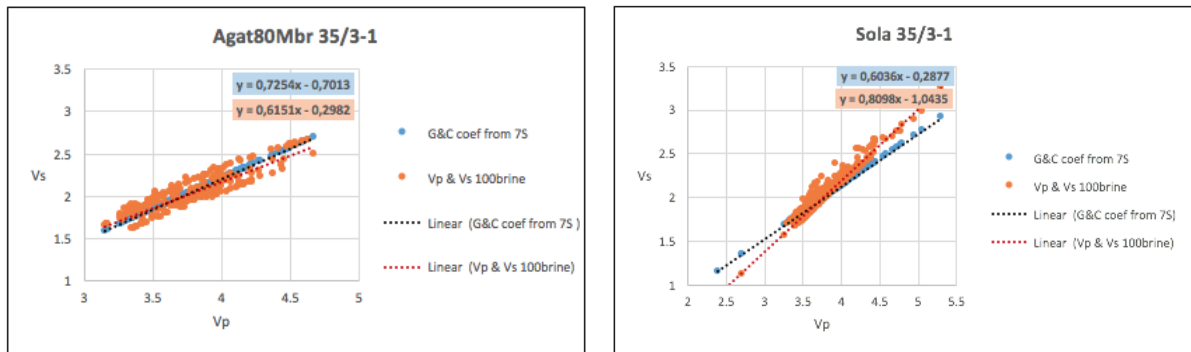 Agat80Mbr 35/3-1
3.5
y = 0,7254x - 0,7013
3
y = 0,6151x - 0,2982
G&C coef from 7S
2.5
Vs
Vp & Vs 100brine
2
Linear (G&C coef from 7S )
1.5
Linear (Vp & Vs 100brine)
1
3 3.5 4 4.5 5
Vp
Sola 35/3-1
3.5
y = 0,6036x - 0,2877
y = 0,8098x - 1,0435
3
2.5
G&C coef from 7S
Vs
Vp & Vs 100brine
2
Linear (G&C coef from 7S)
1.5
Linear (Vp & Vs 100brine)
1
2 2.5 3 3.5 4 4.5 5 5.5
Vp